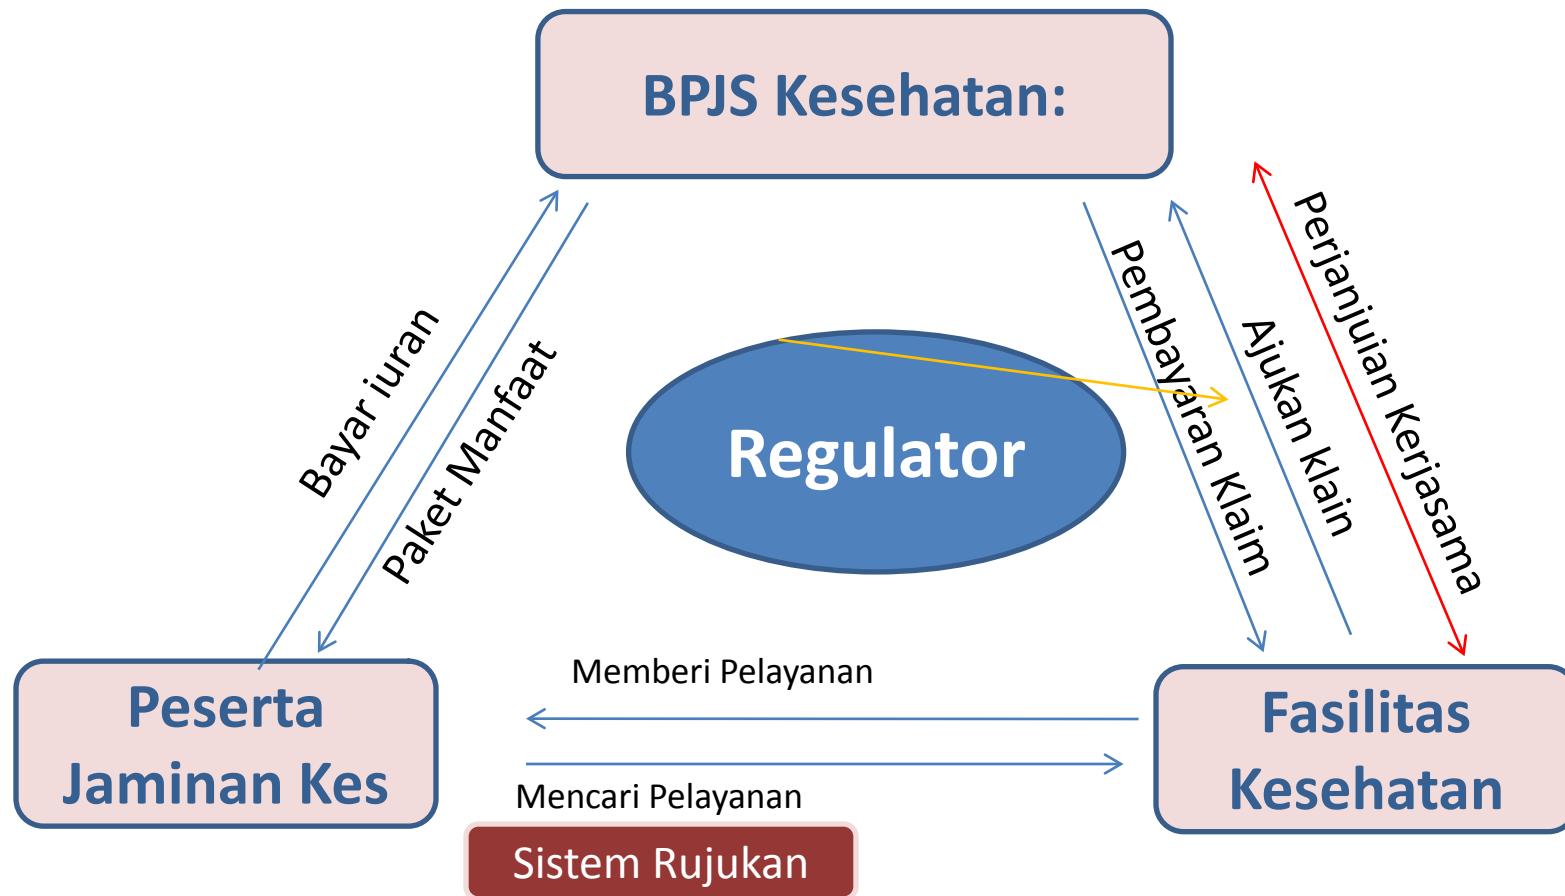 BPJS Kesehatan:
Bayar iuran
Paket Manfaat
Regulator
Pembayaran Klaim
Ajukan klain
Perjanjuian Kerjasama
Memberi Pelayanan
Mencari Pelayanan
Peserta
Jaminan Kes
Fasilitas
Kesehatan
Sistem Rujukan